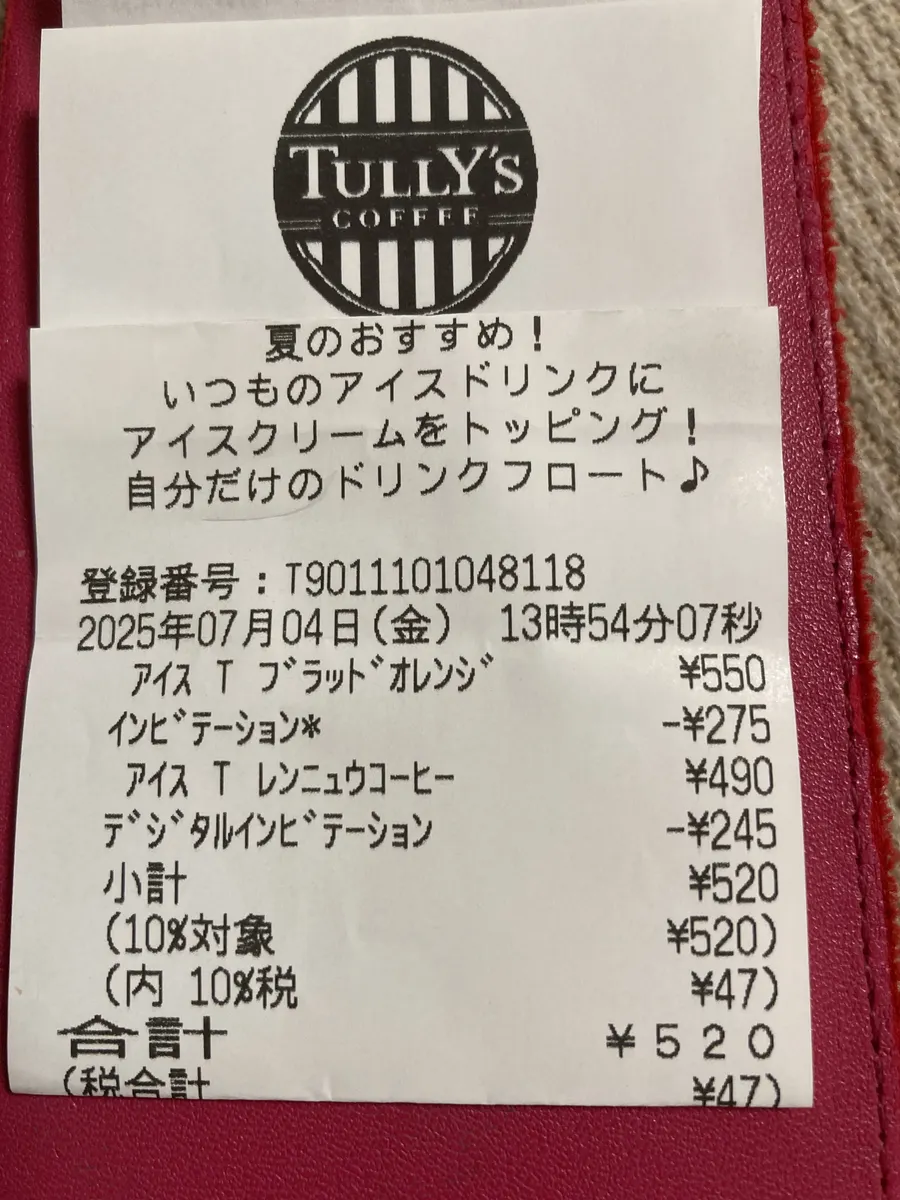 TULLY'S
COFFEE
夏のおすすめ！
いつものアイスドリンクに
アイスクリームをトッピング！
自分だけのドリンクフロート♪
登録番号：T9011101048118
2025年07月04日(金) 13時54分07秒
ｱｲｽ T ﾌﾞﾗｯﾄﾞｵﾚﾝｼﾞ ¥550
ｲﾝﾋﾞﾃｰｼｮﾝ* -¥275
ｱｲｽ T ﾚﾝﾆｭｳｺｰﾋｰ ¥490
ﾃﾞｼﾞﾀﾙｲﾝﾋﾞﾃｰｼｮﾝ -¥245
小計 ¥520
(10%対象 ¥520)
(内 10%税 ¥47)
合計 ¥５２０
(税合計 ¥47)